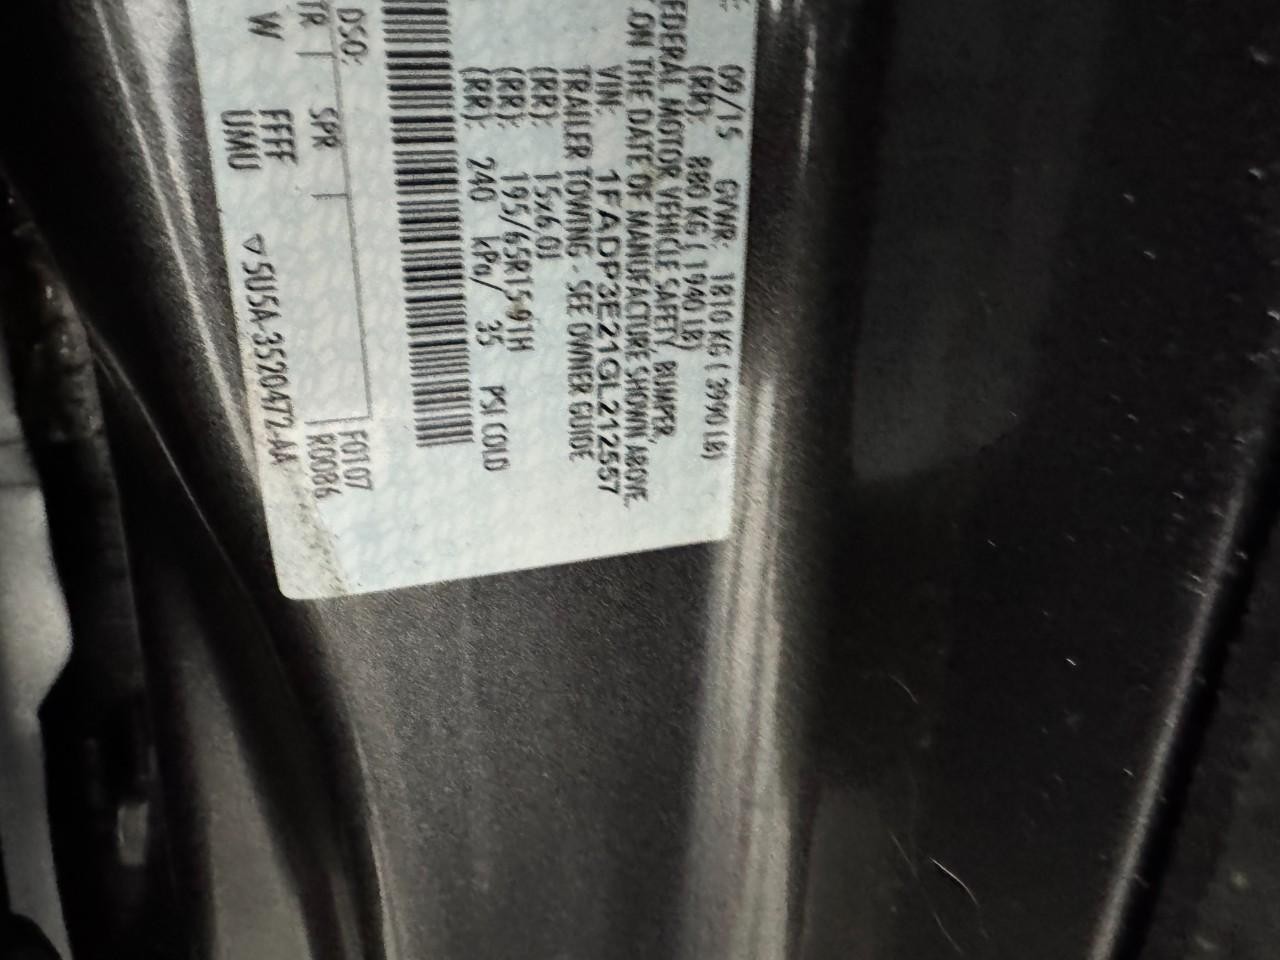 09/15 GVWR: 1810 KG ( 3990 LB)
(RR): 880 KG ( 1940 LB)
FEDERAL MOTOR VEHICLE SAFETY, BUMPER,
ON THE DATE OF MANUFACTURE SHOWN ABOVE.
VIN: 1FADP3E21GL212557
TRAILER TOWING - SEE OWNER GUIDE
(RR) 15x6.0J
(RR): 195/65R15 91H
(RR): 240 kPa/ 35 PSI COLD
DSO: F0107
TR SPR R0086
W FFFF
UMU ▽5U5A-3520472-AA